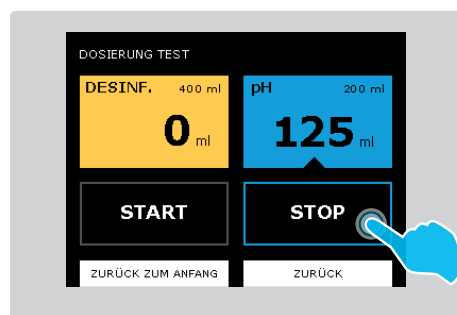 DOSIERUNG TEST
DESINF. 400 ml
0 ml
pH 200 ml
125 ml
START
STOP
ZURÜCK ZUM ANFANG
ZURÜCK